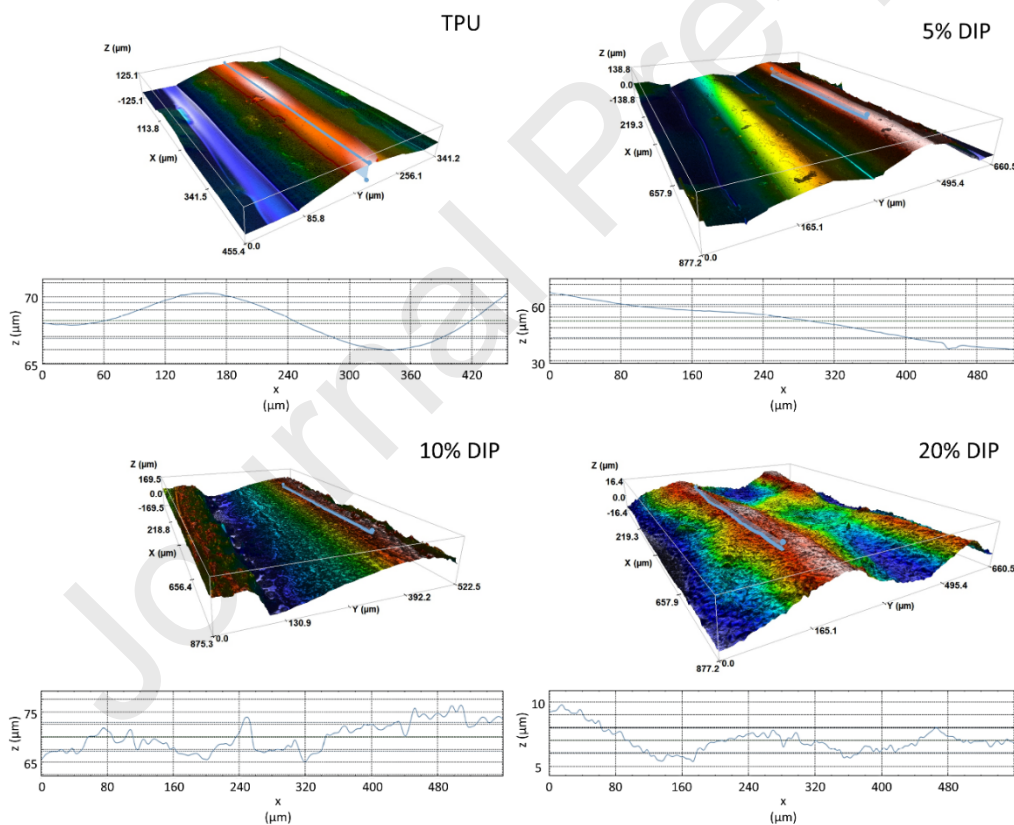 Journal Pre
TPU
Z (µm)
125.1
-125.1
113.8
X (µm)
341.5
455.4
0.0
85.8
Y (µm)
256.1
341.2
70
65
z (µm)
0 60 120 180 240 300 360 420
x
(µm)
5% DIP
Z (µm)
138.8
0.0
-138.8
219.3
X (µm)
657.9
877.2
0.0
165.1
Y (µm)
495.4
660.5
60
30
z (µm)
0 80 160 240 320 400 480
x
(µm)
10% DIP
Z (µm)
169.5
0.0
-169.5
218.8
X (µm)
656.4
875.3
0.0
130.9
Y (µm)
392.2
522.5
75
65
z (µm)
0 80 160 240 320 400 480
x
(µm)
20% DIP
Z (µm)
16.4
0.0
-16.4
219.3
X (µm)
657.9
877.2
0.0
165.1
Y (µm)
495.4
660.5
10
5
z (µm)
0 80 160 240 320 400 480
x
(µm)